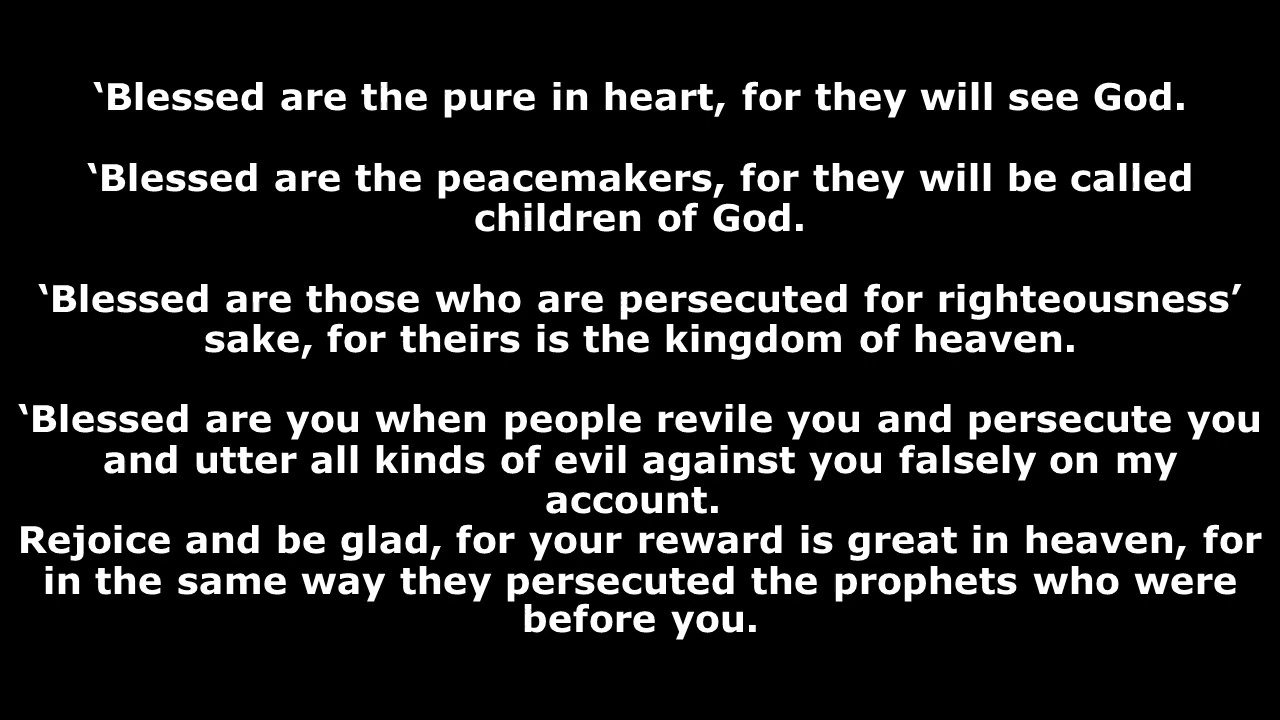 ‘Blessed are the pure in heart, for they will see God.
‘Blessed are the peacemakers, for they will be called
children of God.
‘Blessed are those who are persecuted for righteousness’
sake, for theirs is the kingdom of heaven.
‘Blessed are you when people revile you and persecute you
and utter all kinds of evil against you falsely on my
account.
Rejoice and be glad, for your reward is great in heaven, for
in the same way they persecuted the prophets who were
before you.